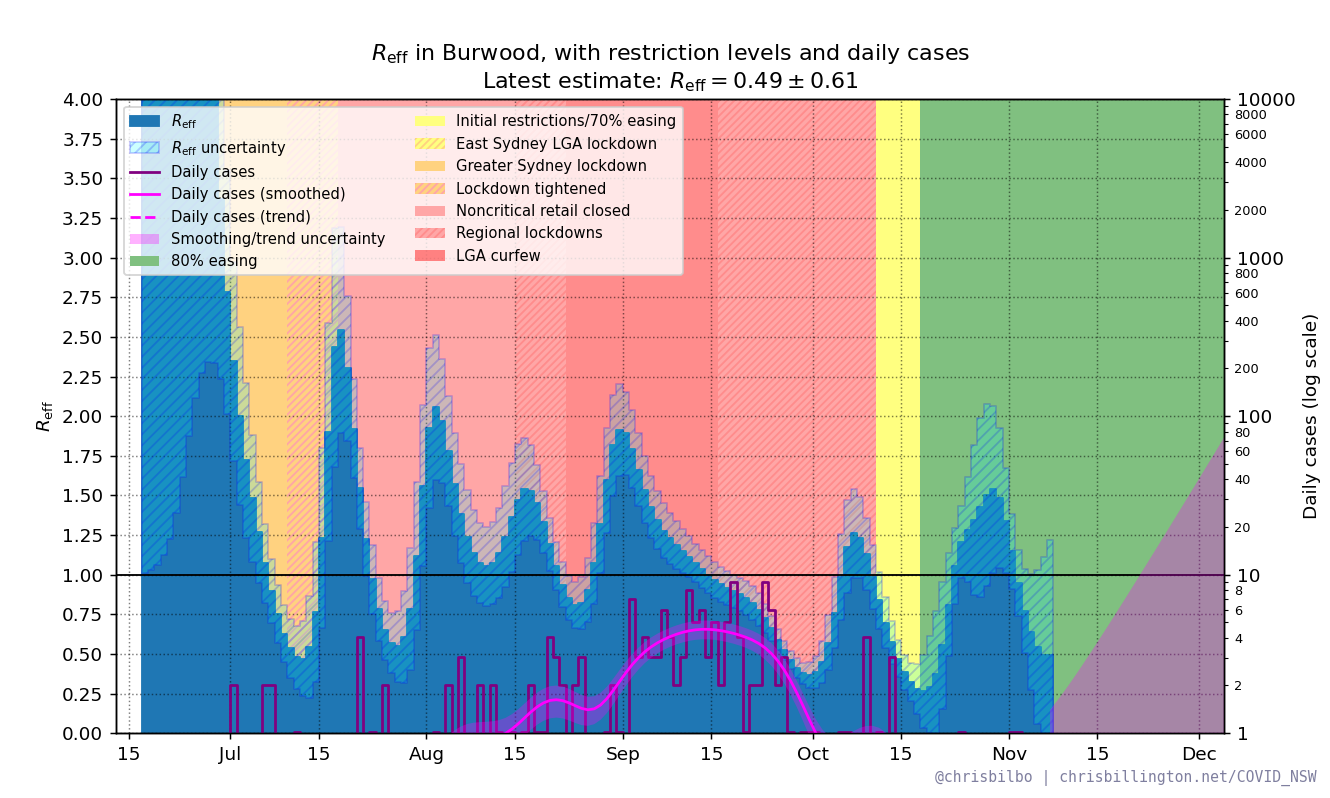 Reff in Burwood, with restriction levels and daily cases
Latest estimate: Reff = 0.49 ± 0.61
Reff
Reff uncertainty
Daily cases
Daily cases (smoothed)
Daily cases (trend)
Smoothing/trend uncertainty
80% easing
Initial restrictions/70% easing
East Sydney LGA lockdown
Greater Sydney lockdown
Lockdown tightened
Noncritical retail closed
Regional lockdowns
LGA curfew
Reff
4.00
3.75
3.50
3.25
3.00
2.75
2.50
2.25
2.00
1.75
1.50
1.25
1.00
0.75
0.50
0.25
0.00
15
Jul
15
Aug
15
Sep
15
Oct
15
Nov
15
Dec
10000
8000
6000
4000
2000
1000
800
600
400
200
100
80
60
40
20
10
8
6
4
2
1
Daily cases (log scale)
@chrisbilbo | chrisbillington.net/COVID_NSW